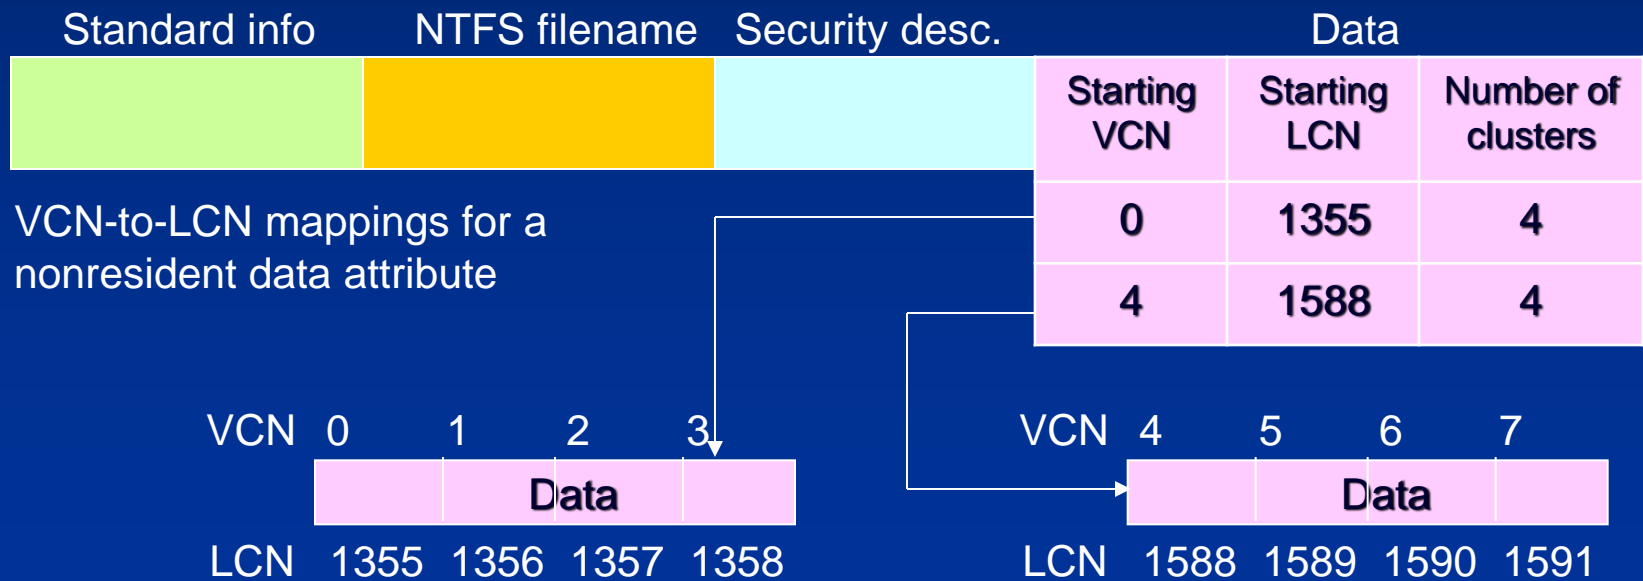 Standard info NTFS filename Security desc. Data
Starting VCN Starting LCN Number of clusters
0 1355 4
4 1588 4
VCN-to-LCN mappings for a
nonresident data attribute
VCN 0 1 2 3
Data
LCN 1355 1356 1357 1358
VCN 4 5 6 7
Data
LCN 1588 1589 1590 1591